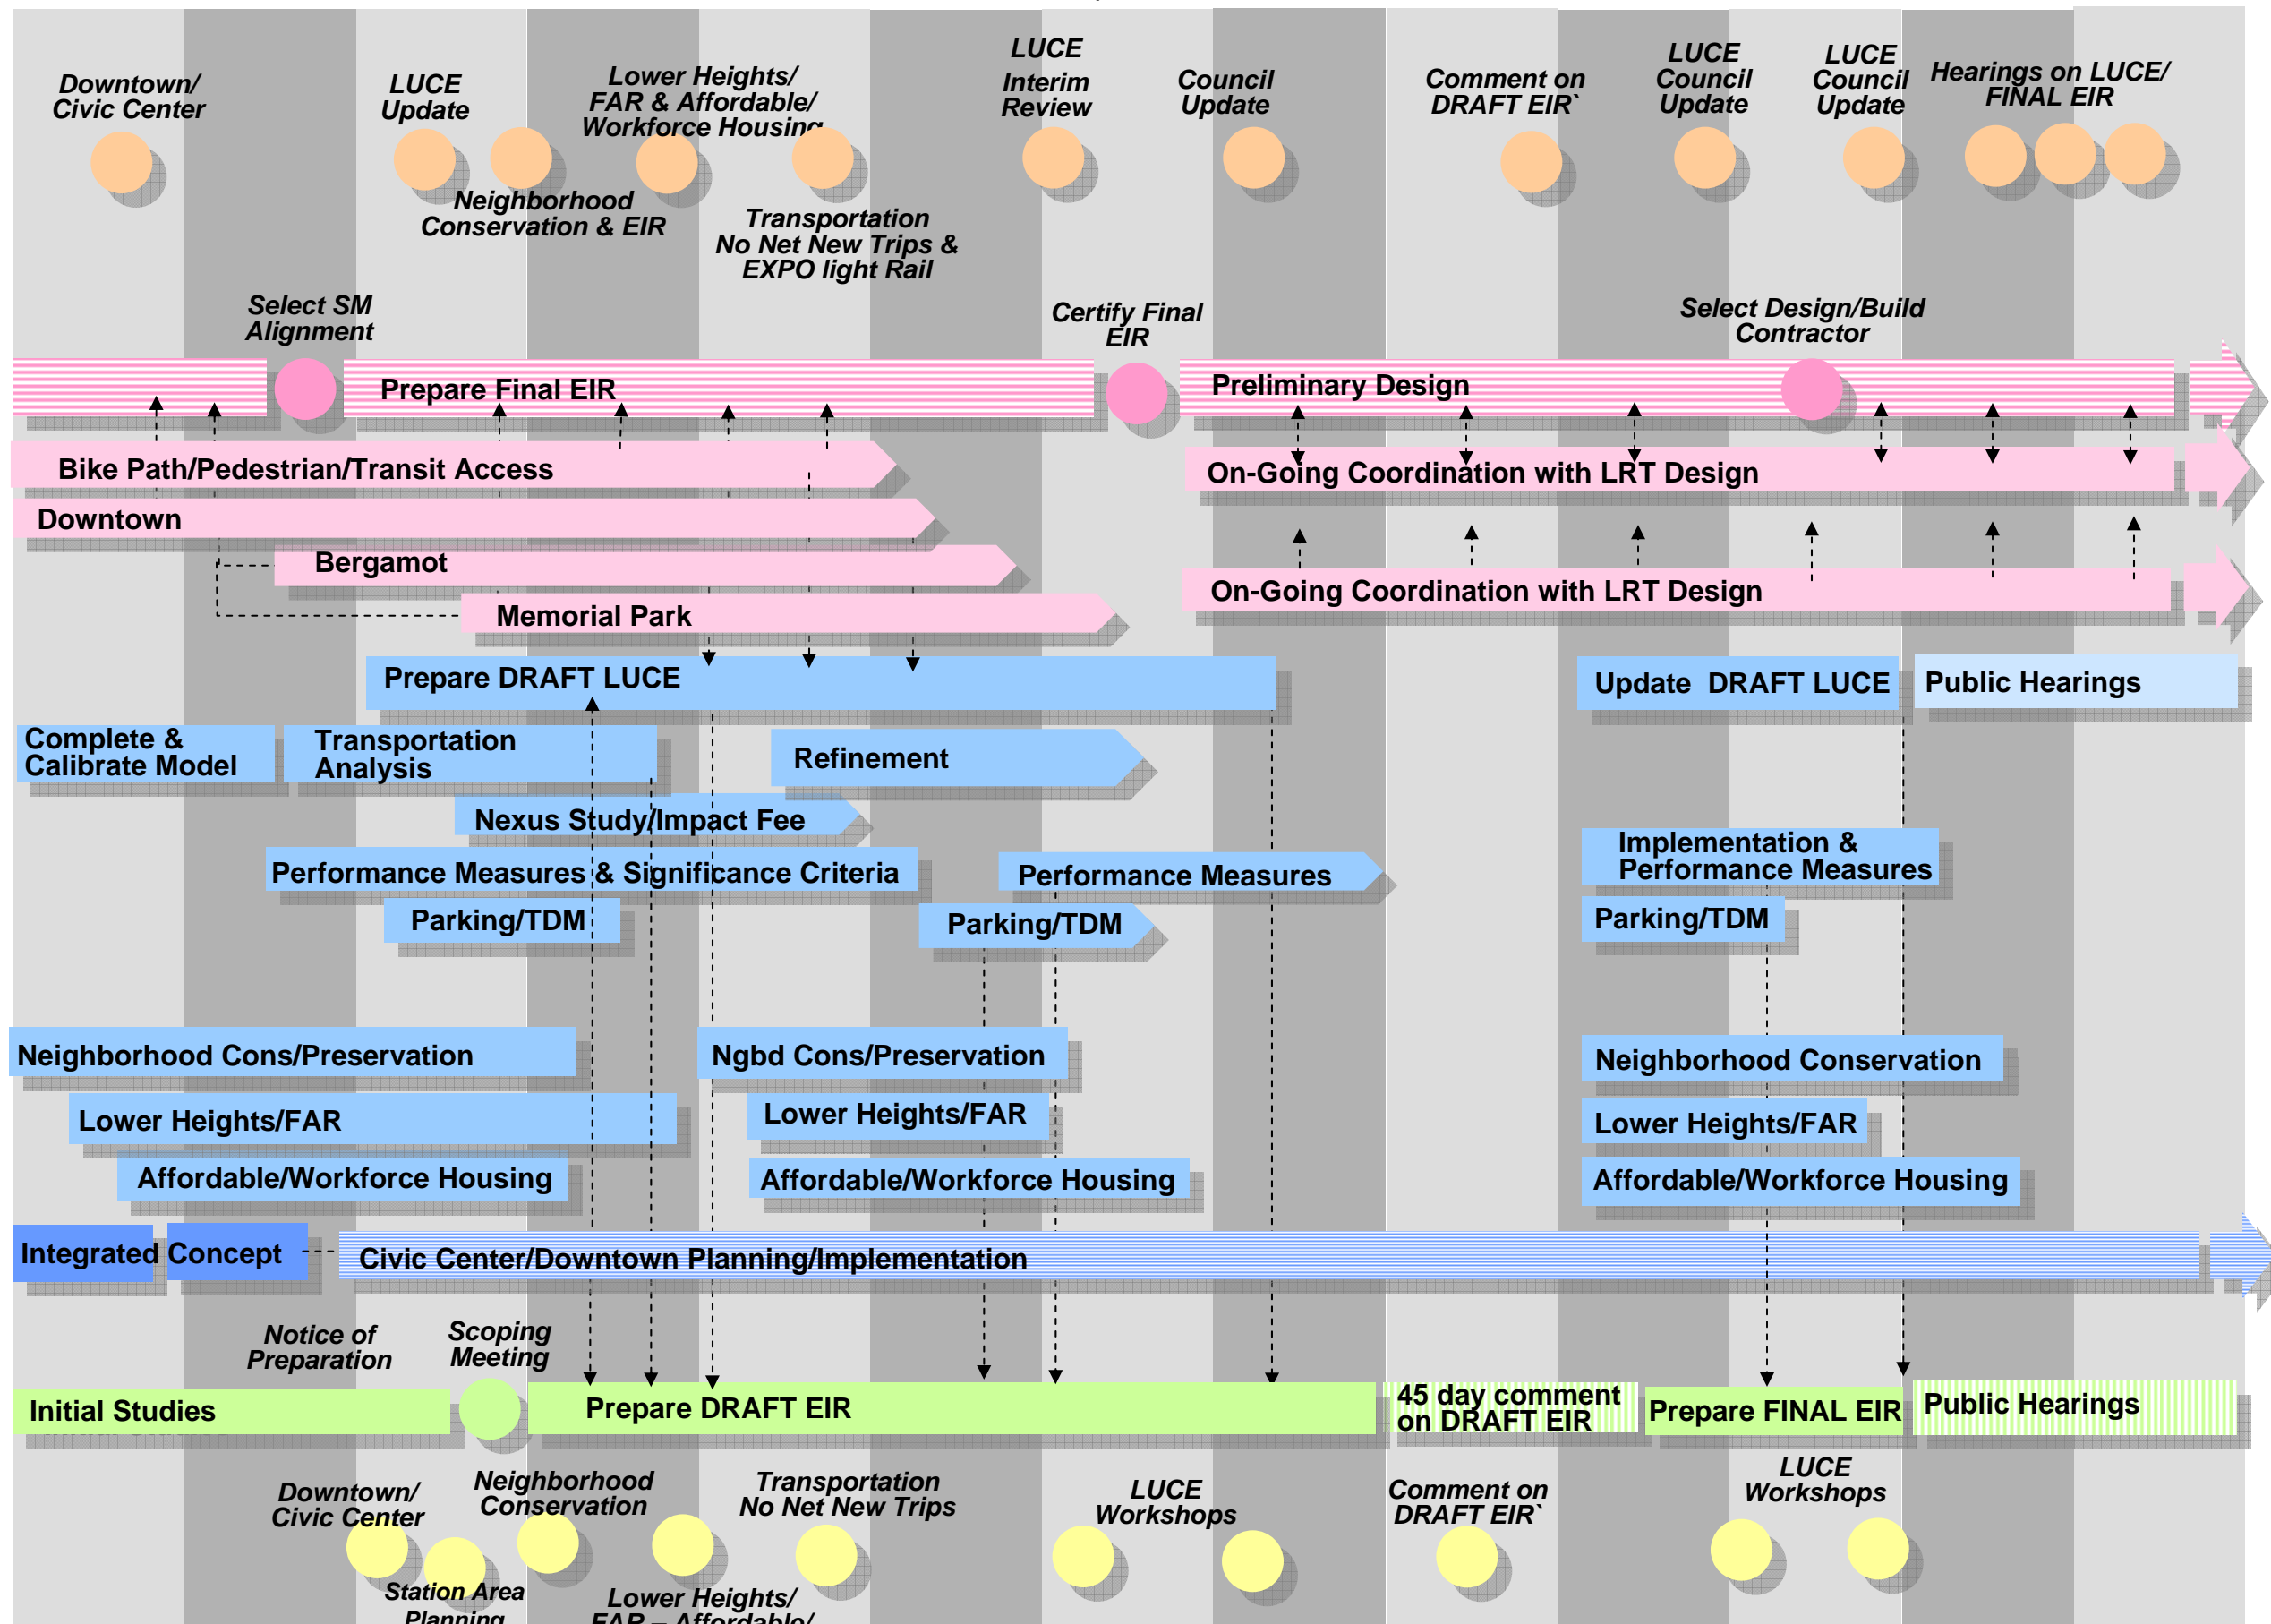 Downtown/
Civic Center
LUCE
Update
Lower Heights/
FAR & Affordable/
Workforce Housing
LUCE
Interim
Review
Council
Update
Comment on
DRAFT EIR`
LUCE
Council
Update
LUCE
Council
Update
Hearings on LUCE/
FINAL EIR
Neighborhood
Conservation & EIR
Transportation
No Net New Trips &
EXPO light Rail
Select SM
Alignment
Certify Final
EIR
Select Design/Build
Contractor
Prepare Final EIR
Preliminary Design
Bike Path/Pedestrian/Transit Access
On-Going Coordination with LRT Design
Downtown
Bergamot
On-Going Coordination with LRT Design
Memorial Park
Prepare DRAFT LUCE
Update DRAFT LUCE
Public Hearings
Complete &
Calibrate Model
Transportation
Analysis
Refinement
Nexus Study/Impact Fee
Implementation &
Performance Measures
Performance Measures & Significance Criteria
Performance Measures
Parking/TDM
Parking/TDM
Parking/TDM
Neighborhood Cons/Preservation
Ngbd Cons/Preservation
Neighborhood Conservation
Lower Heights/FAR
Lower Heights/FAR
Lower Heights/FAR
Affordable/Workforce Housing
Affordable/Workforce Housing
Affordable/Workforce Housing
Integrated Concept
Civic Center/Downtown Planning/Implementation
Notice of
Preparation
Scoping
Meeting
Initial Studies
Prepare DRAFT EIR
45 day comment
on DRAFT EIR
Prepare FINAL EIR
Public Hearings
Downtown/
Civic Center
Neighborhood
Conservation
Transportation
No Net New Trips
LUCE
Workshops
Comment on
DRAFT EIR`
LUCE
Workshops
Station Area
Planning
Lower Heights/
FAR – Affordable/